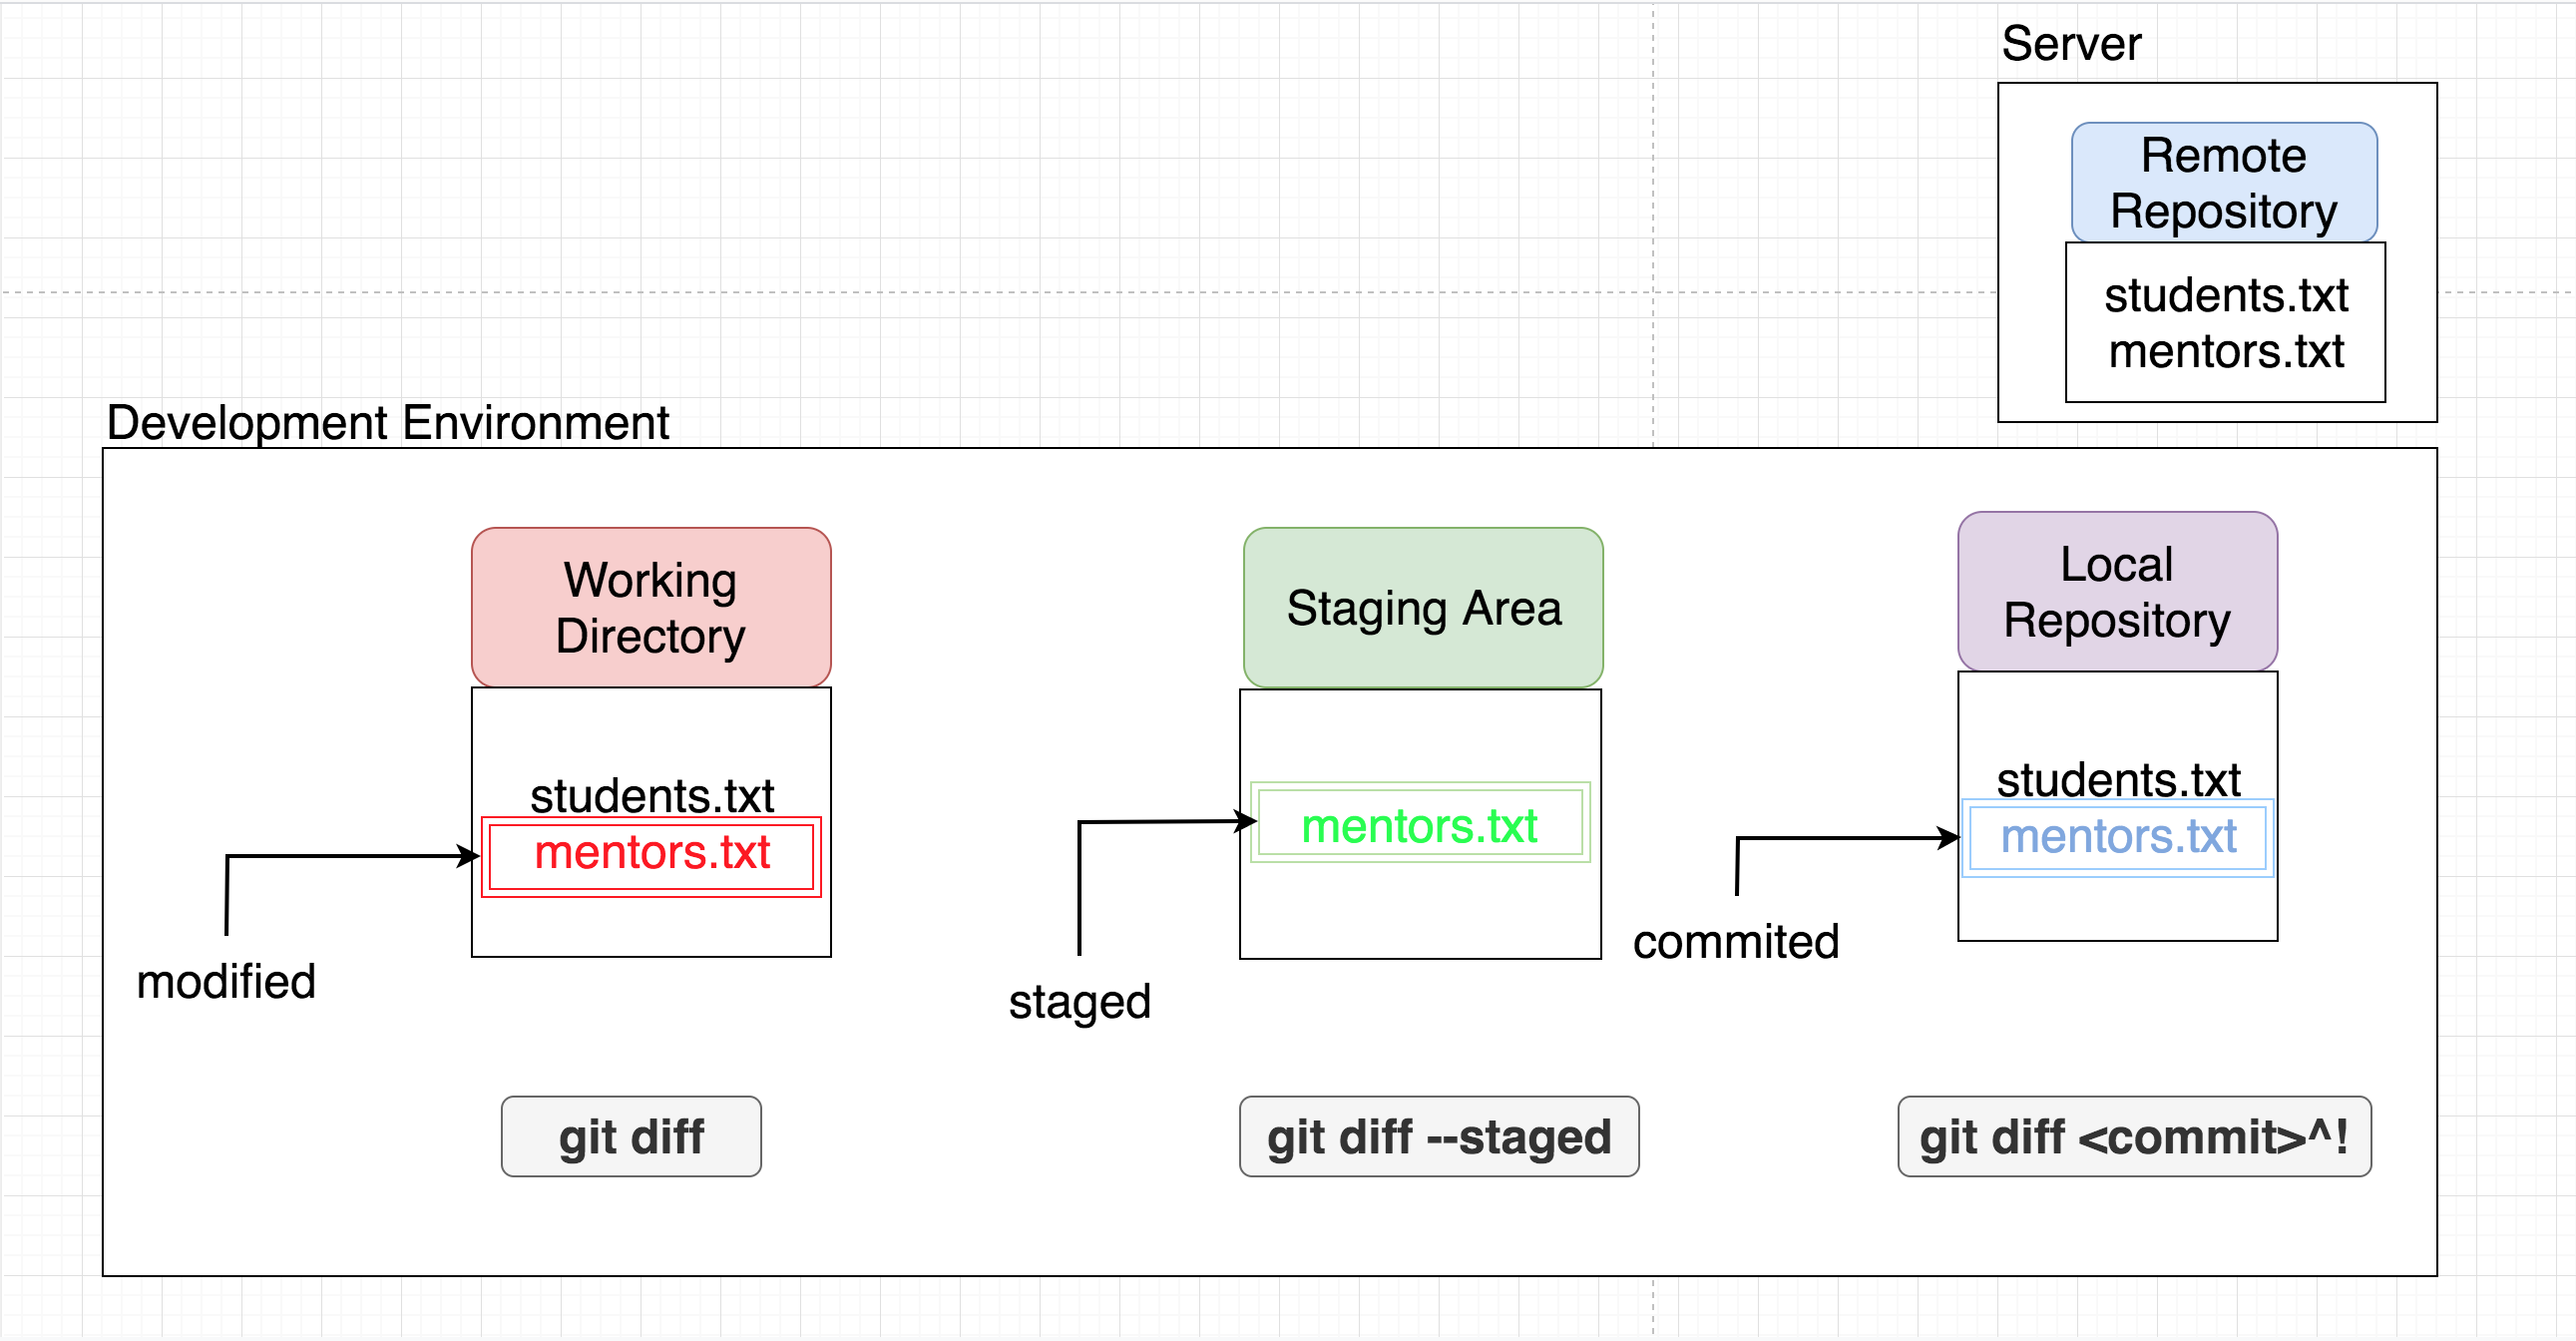 Server
Remote
Repository
students.txt
mentors.txt
Development Environment
Working
Directory
students.txt
mentors.txt
modified
Staging Area
mentors.txt
staged
Local
Repository
students.txt
mentors.txt
commited
git diff
git diff --staged
git diff <commit>^!